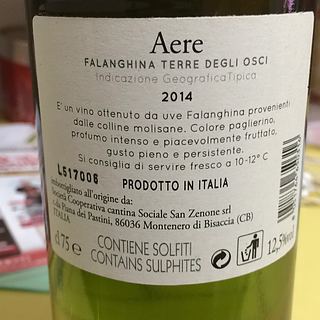 Aere
FALANGHINA TERRE DEGLI OSCI
Indicazione Geografica Tipica
2014
E' un vino ottenuto da uve Falanghina provenienti
dalle colline molisane. Colore paglierino,
profumo intenso e piacevolmente fruttato,
gusto pieno e persistente.
Si consiglia di servire fresco a 10-12° C
L517006
PRODOTTO IN ITALIA
imbottigliato all'origine da:
Società Cooperativa cantina Sociale San Zenone srl
c.da Piana dei Pastini, 86036 Montenero di Bisaccia (CB)
ITALIA
cl 75 e
CONTIENE SOLFITI
CONTAINS SULPHITES
12,5%vol